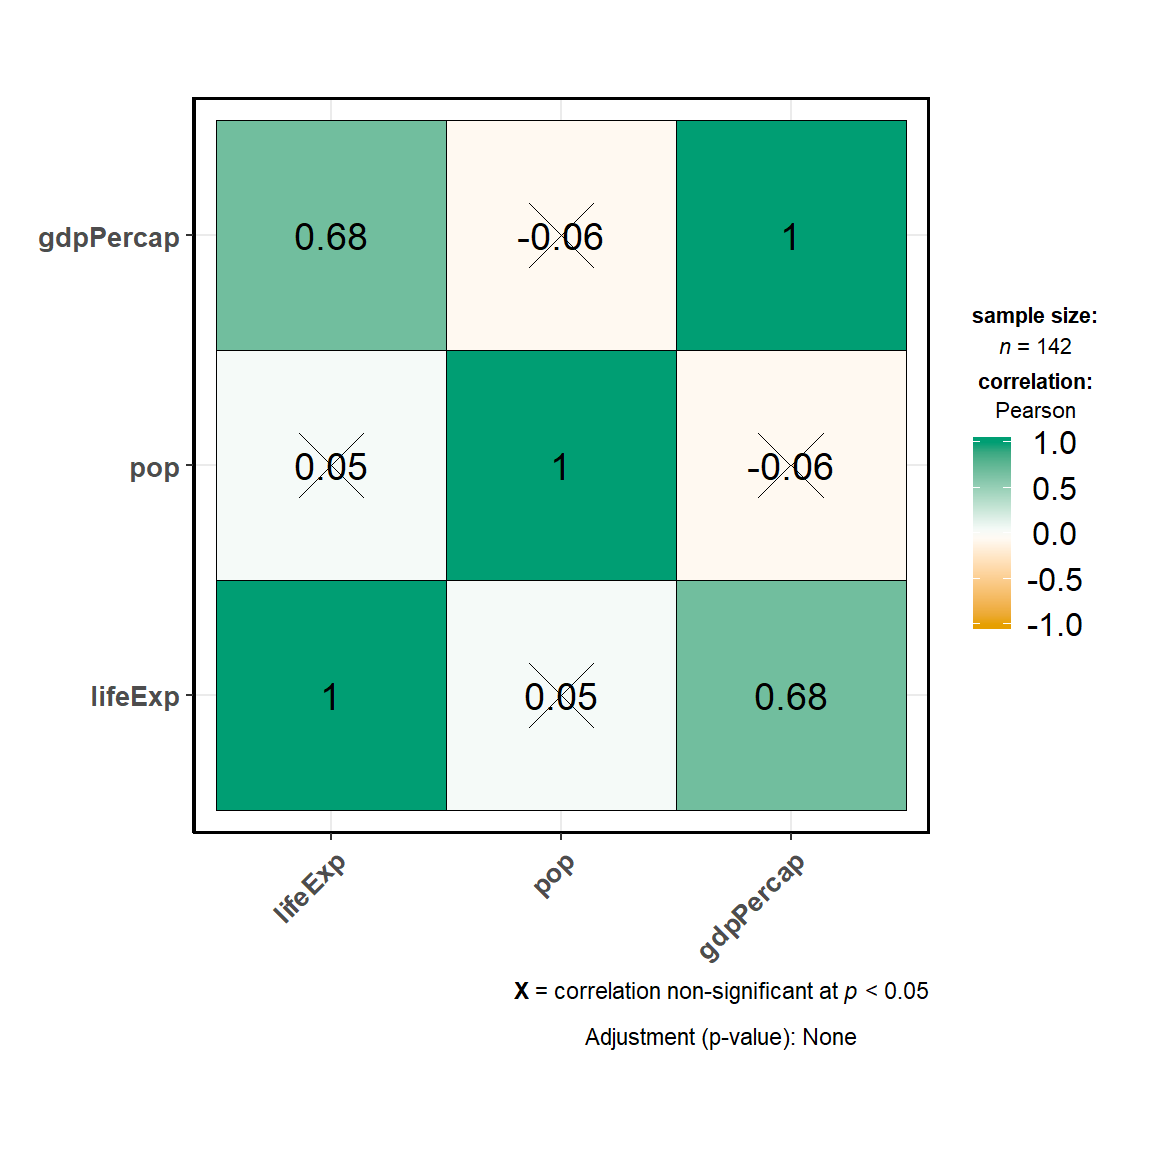 gdpPercap
0.68
-0.06
1
pop
0.05
1
-0.06
lifeExp
1
0.05
0.68
lifeExp
pop
gdpPercap
sample size:
n = 142
correlation:
Pearson
1.0
0.5
0.0
-0.5
-1.0
X = correlation non-significant at p < 0.05
Adjustment (p-value): None